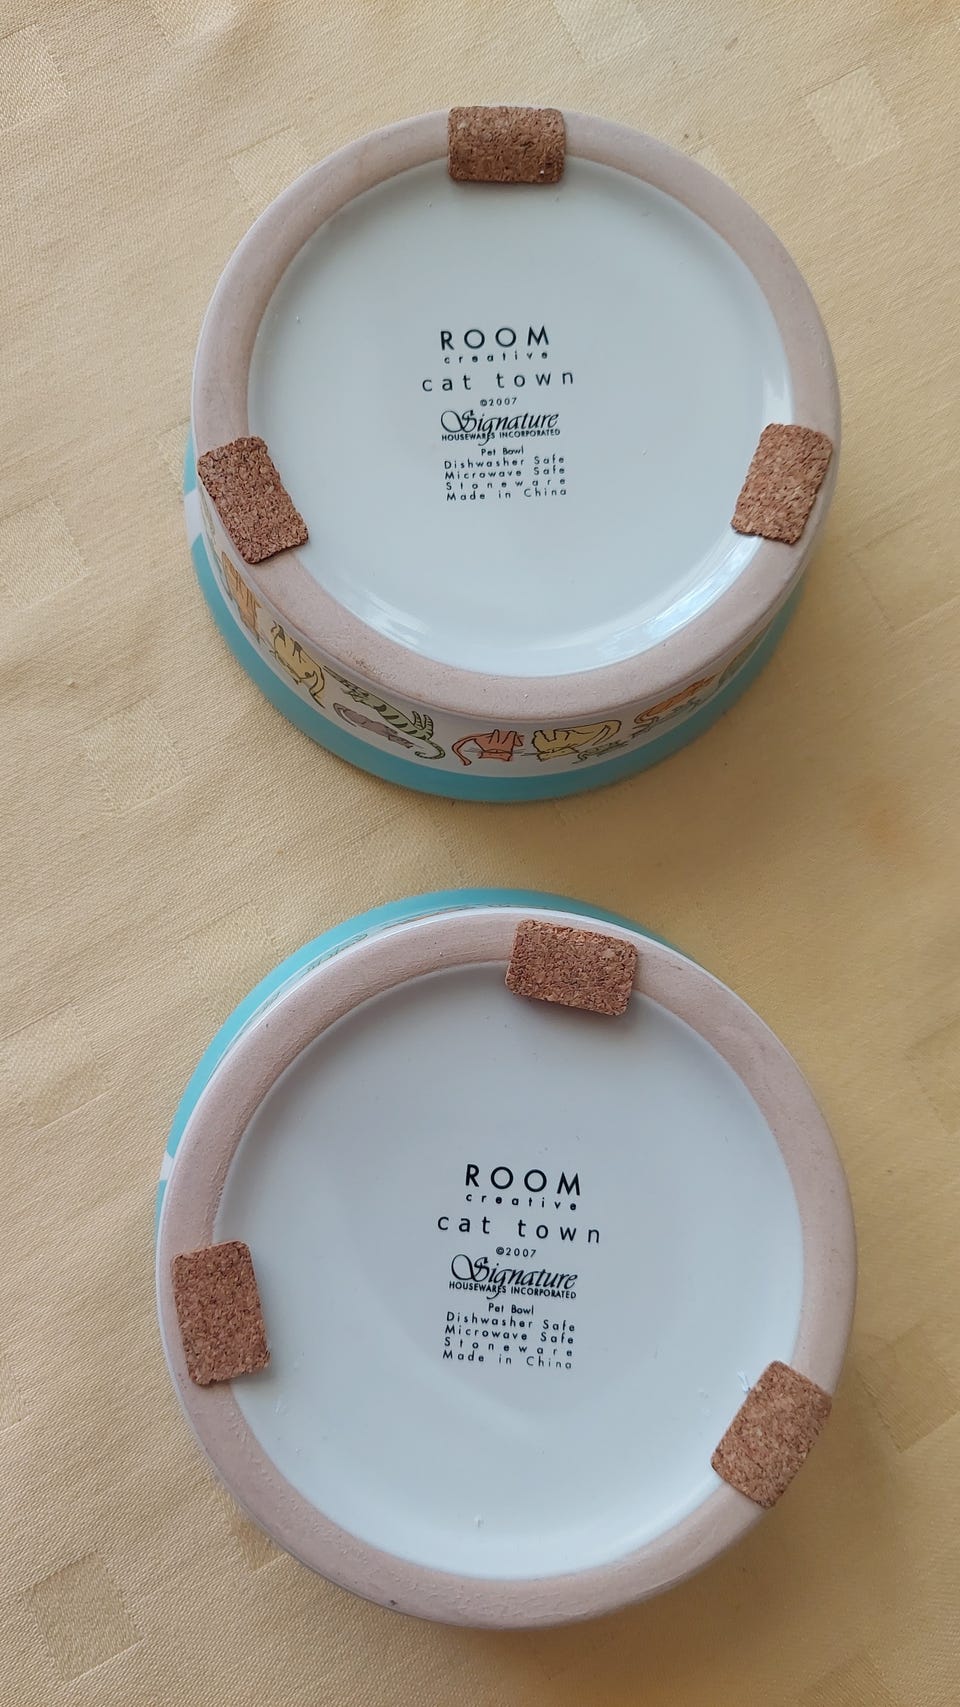 ROOM
creative
cat town
©2007
Signature
HOUSEWARES INCORPORATED
Pet Bowl
Dishwasher Safe
Microwave Safe
Stoneware
Made in China
ROOM
creative
cat town
©2007
Signature
HOUSEWARES INCORPORATED
Pet Bowl
Dishwasher Safe
Microwave Safe
Stoneware
Made in China